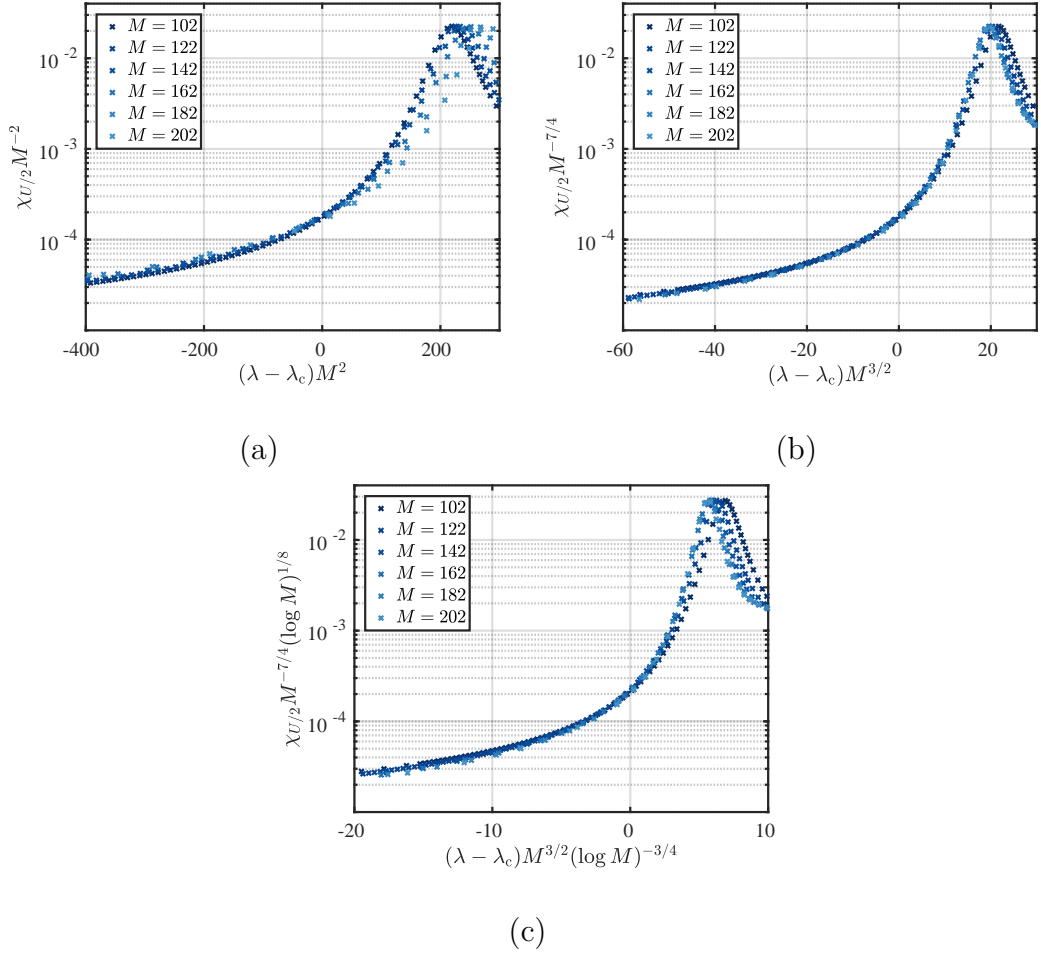 M = 102
M = 122
M = 142
M = 162
M = 182
M = 202
10⁻²
10⁻³
10⁻⁴
χ_{U/2} M⁻²
-400 -200 0 200
(λ − λ_c)M²
(a)
M = 102
M = 122
M = 142
M = 162
M = 182
M = 202
10⁻²
10⁻³
10⁻⁴
χ_{U/2} M^{-7/4}
-60 -40 -20 0 20
(λ − λ_c)M^{3/2}
(b)
M = 102
M = 122
M = 142
M = 162
M = 182
M = 202
10⁻²
10⁻³
10⁻⁴
χ_{U/2} M^{-7/4}(log M)^{1/8}
-20 -10 0 10
(λ − λ_c)M^{3/2}(log M)^{-3/4}
(c)